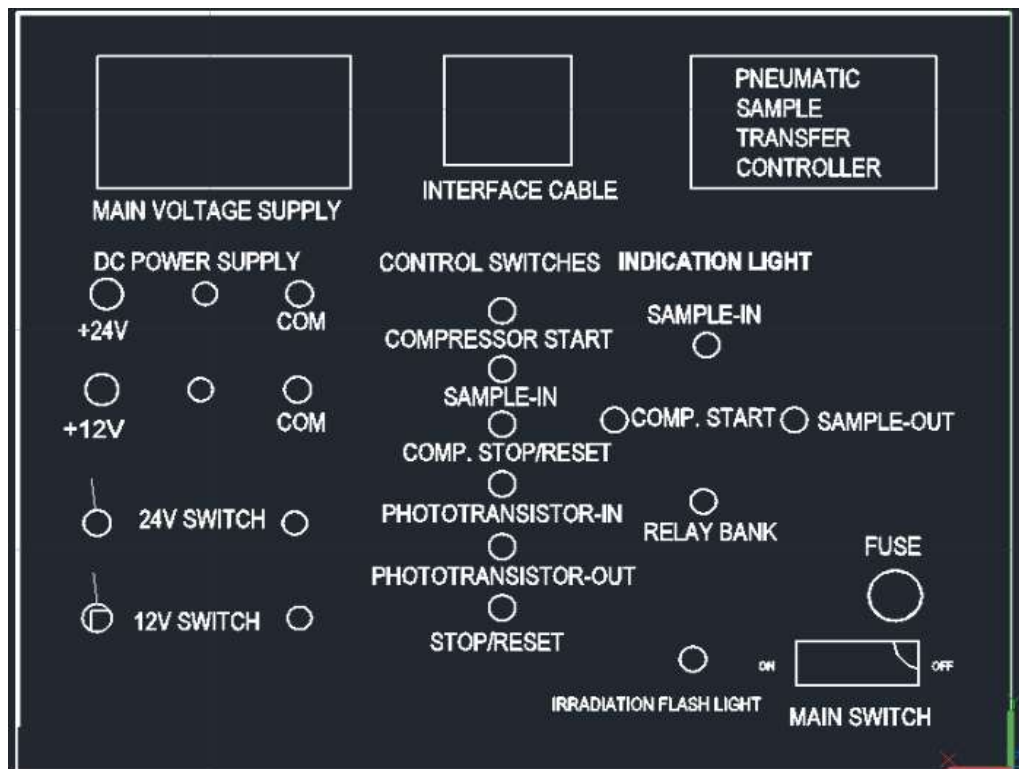 PNEUMATIC
SAMPLE
TRANSFER
CONTROLLER
INTERFACE CABLE
MAIN VOLTAGE SUPPLY
DC POWER SUPPLY
+24V
COM
+12V
COM
24V SWITCH
12V SWITCH
CONTROL SWITCHES
COMPRESSOR START
SAMPLE-IN
COMP. STOP/RESET
PHOTOTRANSISTOR-IN
PHOTOTRANSISTOR-OUT
STOP/RESET
INDICATION LIGHT
SAMPLE-IN
COMP. START
SAMPLE-OUT
RELAY BANK
FUSE
ON
OFF
IRRADIATION FLASH LIGHT
MAIN SWITCH